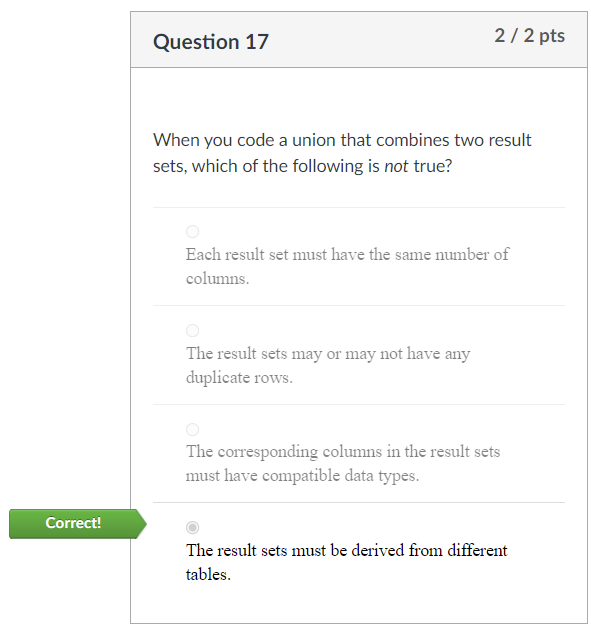 Question 17
2 / 2 pts
When you code a union that combines two result
sets, which of the following is not true?
Each result set must have the same number of
columns.
The result sets may or may not have any
duplicate rows.
The corresponding columns in the result sets
must have compatible data types.
Correct!
The result sets must be derived from different
tables.